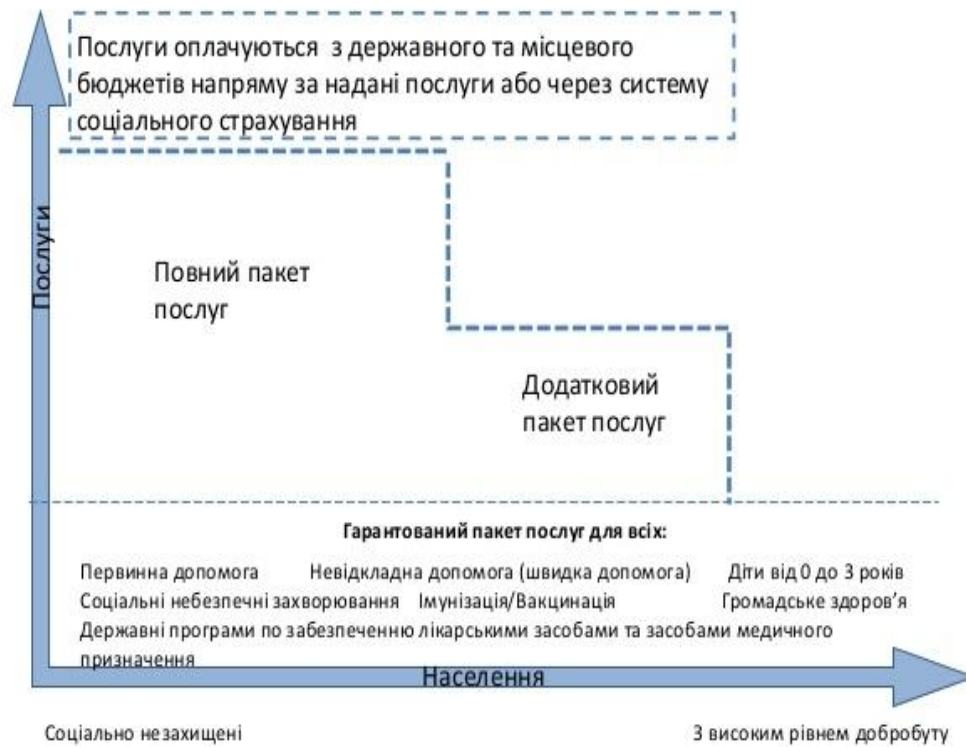 Послуги оплачуються з державного та місцевого
бюджетів напряму за надані послуги або через систему
соціального страхування
Послуги
Повний пакет
послуг
Додатковий
пакет послуг
Гарантований пакет послуг для всіх:
Первинна допомога Невідкладна допомога (швидка допомога) Діти від 0 до 3 років
Соціальні небезпечні захворювання Імунізація/Вакцинація Громадське здоров'я
Державні програми по забезпеченню лікарськими засобами та засобами медичного
призначення
Населення
Соціально незахищені З високим рівнем добробуту